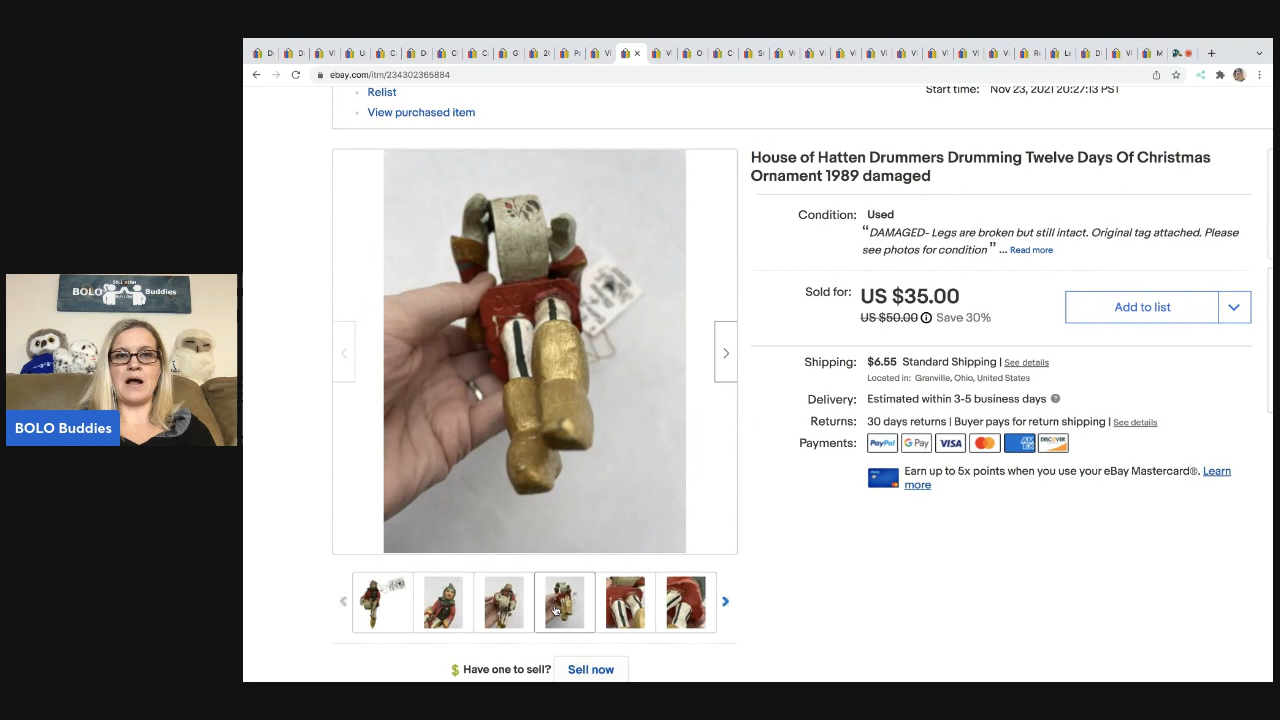 ebay.com/itm/234302365884
Relist
View purchased item
Start time: Nov 23, 2021 20:27:13 PST
House of Hatten Drummers Drumming Twelve Days Of Christmas
Ornament 1989 damaged
Condition: Used
“DAMAGED- Legs are broken but still intact. Original tag attached. Please
see photos for condition” ... Read more
Sold for: US $35.00
US $50.00 Save 30%
Add to list
Shipping: $6.55 Standard Shipping | See details
Located in: Granville, Ohio, United States
Delivery: Estimated within 3-5 business days
Returns: 30 days returns | Buyer pays for return shipping | See details
Payments: PayPal G Pay VISA MasterCard AMEX DISCOVER
Earn up to 5x points when you use your eBay Mastercard®. Learn
more
Have one to sell? Sell now
BOLO Buddies
BOLO Buddies